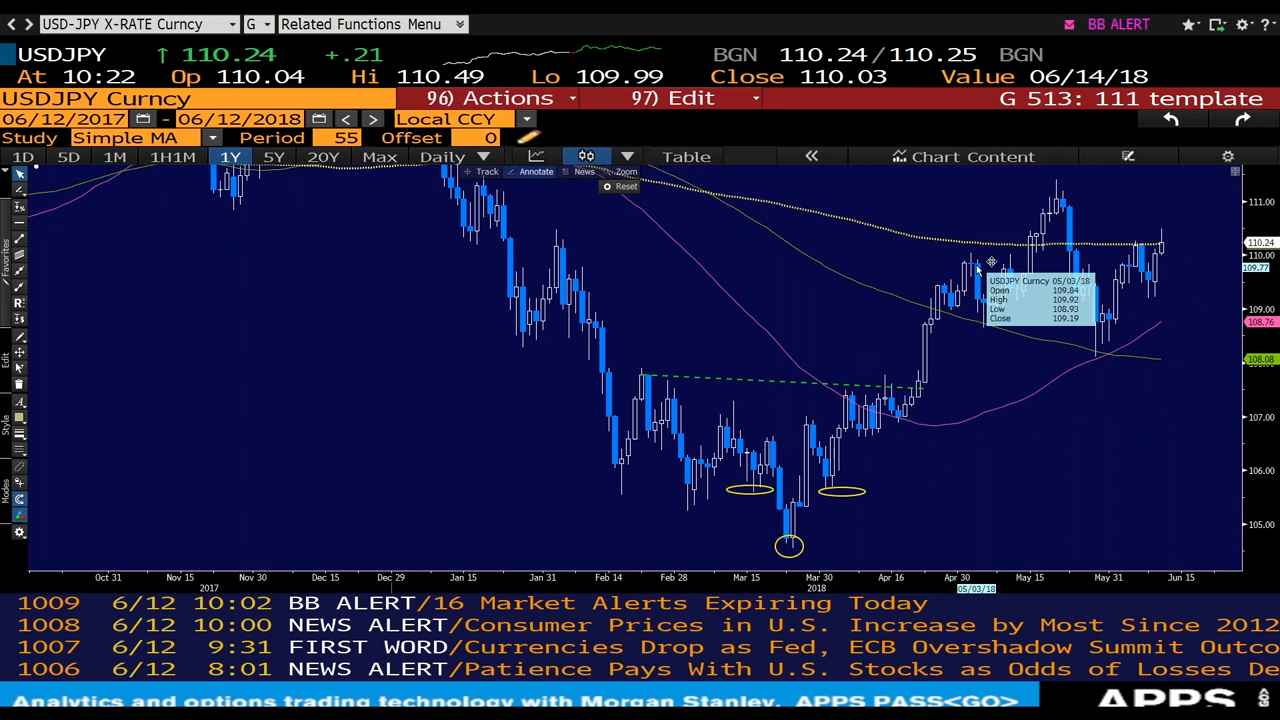 USD-JPY X-RATE Curncy G Related Functions Menu BB ALERT
USDJPY ↑ 110.24 +.21 BGN 110.24/110.25 BGN
At 10:22 Op 110.04 Hi 110.49 Lo 109.99 Close 110.03 Value 06/14/18
USDJPY Curncy 96) Actions 97) Edit G 513: 111 template
06/12/2017 - 06/12/2018 Local CCY
Study Simple MA Period 55 Offset 0
1D 5D 1M 1H1M 1Y 5Y 20Y Max Daily Table Chart Content
Track Annotate News Zoom
Reset
Favorites
Edit
Style
Modes
111.00
110.24
110.00
109.77
109.00
108.76
108.08
107.00
106.00
105.00
USDJPY Curncy 05/03/18
Open 109.84
High 109.92
Low 108.93
Close 109.19
Oct 31 Nov 15 Nov 30 Dec 15 Dec 29 Jan 15 Jan 31 Feb 14 Feb 28 Mar 15 Mar 30 Apr 16 Apr 30 May 15 May 31 Jun 15
2017 2018 05/03/18
1009 6/12 10:02 BB ALERT/16 Market Alerts Expiring Today
1008 6/12 10:00 NEWS ALERT/Consumer Prices in U.S. Increase by Most Since 2012
1007 6/12 9:31 FIRST WORD/Currencies Drop as Fed, ECB Overshadow Summit Outco
1006 6/12 8:01 NEWS ALERT/Patience Pays With U.S. Stocks as Odds of Losses De
Analytics and options trading technology with Morgan Stanley. APPS PASS<GO> APPS